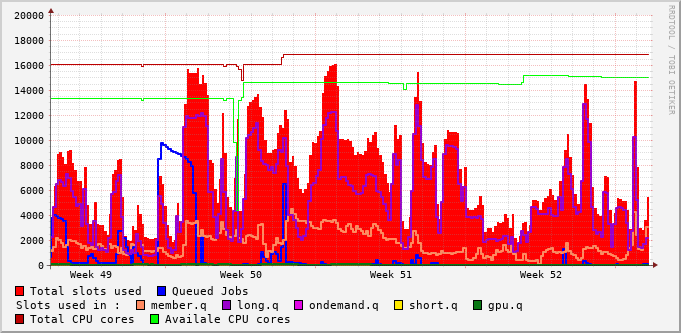 20000
18000
16000
14000
12000
10000
8000
6000
4000
2000
0
Week 49 Week 50 Week 51 Week 52
Total slots used Queued Jobs
Slots used in : member.q long.q ondemand.q short.q gpu.q
Total CPU cores Availale CPU cores
RRDTOOL / TOBI OETIKER